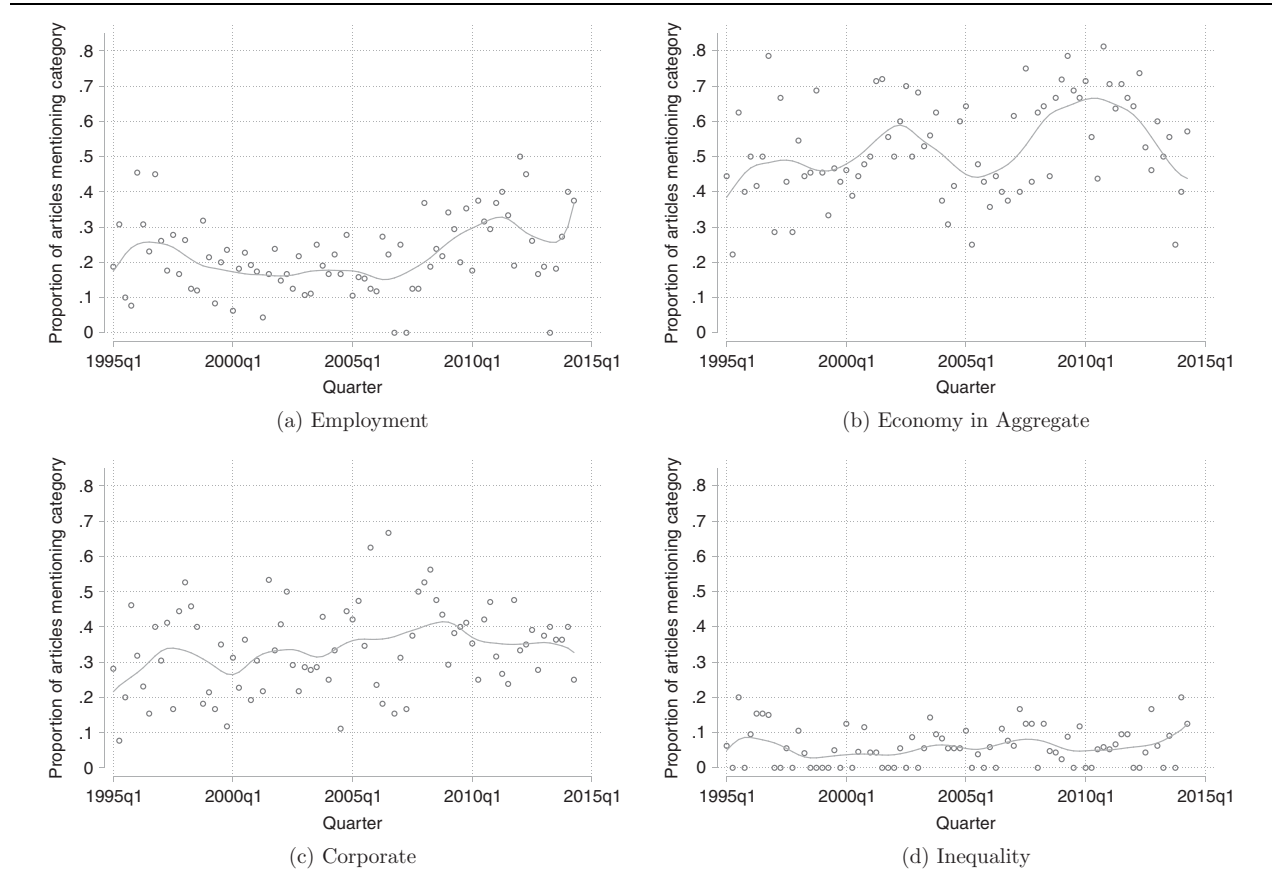 Proportion of articles mentioning category
.8
.7
.6
.5
.4
.3
.2
.1
0
1995q1 2000q1 2005q1 2010q1 2015q1
Quarter
(a) Employment
Proportion of articles mentioning category
.8
.7
.6
.5
.4
.3
.2
.1
0
1995q1 2000q1 2005q1 2010q1 2015q1
Quarter
(b) Economy in Aggregate
Proportion of articles mentioning category
.8
.7
.6
.5
.4
.3
.2
.1
0
1995q1 2000q1 2005q1 2010q1 2015q1
Quarter
(c) Corporate
Proportion of articles mentioning category
.8
.7
.6
.5
.4
.3
.2
.1
0
1995q1 2000q1 2005q1 2010q1 2015q1
Quarter
(d) Inequality